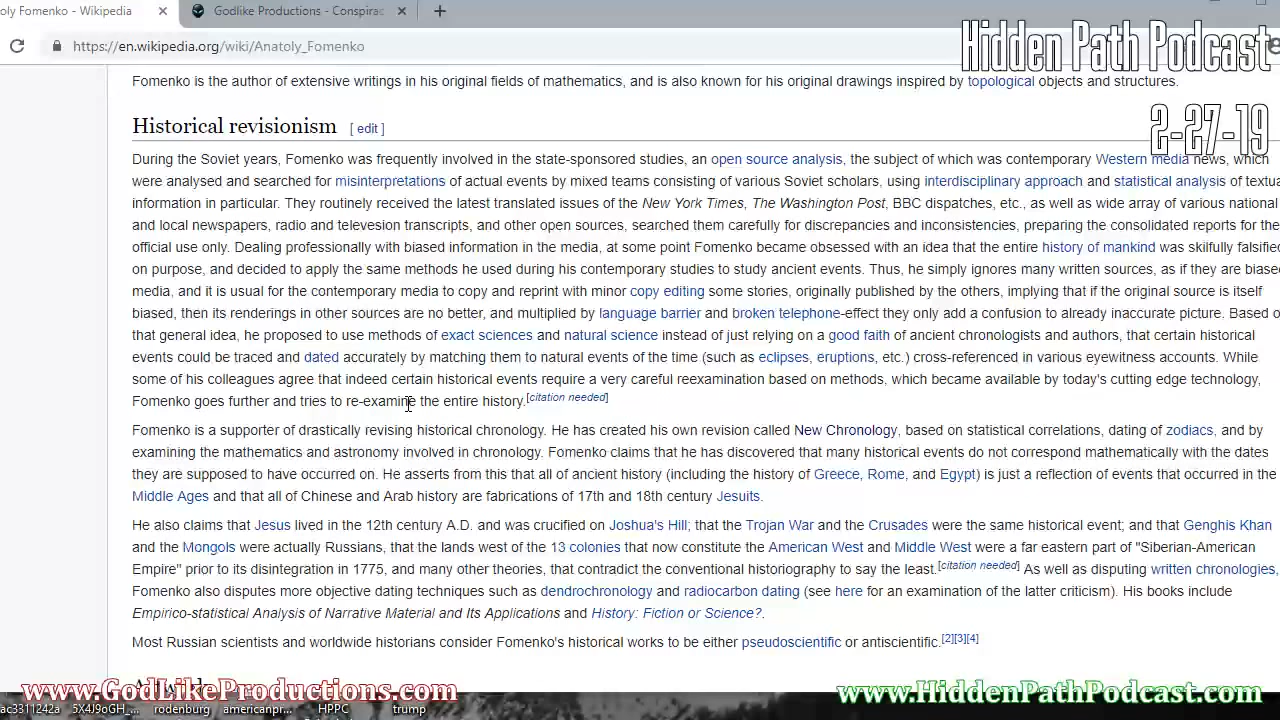 oly Fomenko - Wikipedia
Godlike Productions - Conspirac
https://en.wikipedia.org/wiki/Anatoly_Fomenko
Hidden Path Podcast
2-27-19
Fomenko is the author of extensive writings in his original fields of mathematics, and is also known for his original drawings inspired by topological objects and structures.
Historical revisionism [ edit ]
During the Soviet years, Fomenko was frequently involved in the state-sponsored studies, an open source analysis, the subject of which was contemporary Western media news, which
were analysed and searched for misinterpretations of actual events by mixed teams consisting of various Soviet scholars, using interdisciplinary approach and statistical analysis of textua
information in particular. They routinely received the latest translated issues of the New York Times, The Washington Post, BBC dispatches, etc., as well as wide array of various national
and local newspapers, radio and televesion transcripts, and other open sources, searched them carefully for discrepancies and inconsistencies, preparing the consolidated reports for the
official use only. Dealing professionally with biased information in the media, at some point Fomenko became obsessed with an idea that the entire history of mankind was skilfully falsifie
on purpose, and decided to apply the same methods he used during his contemporary studies to study ancient events. Thus, he simply ignores many written sources, as if they are biased
media, and it is usual for the contemporary media to copy and reprint with minor copy editing some stories, originally published by the others, implying that if the original source is itself
biased, then its renderings in other sources are no better, and multiplied by language barrier and broken telephone-effect they only add a confusion to already inaccurate picture. Based o
that general idea, he proposed to use methods of exact sciences and natural science instead of just relying on a good faith of ancient chronologists and authors, that certain historical
events could be traced and dated accurately by matching them to natural events of the time (such as eclipses, eruptions, etc.) cross-referenced in various eyewitness accounts. While
some of his colleagues agree that indeed certain historical events require a very careful reexamination based on methods, which became available by today's cutting edge technology,
Fomenko goes further and tries to re-examine the entire history.[citation needed]
Fomenko is a supporter of drastically revising historical chronology. He has created his own revision called New Chronology, based on statistical correlations, dating of zodiacs, and by
examining the mathematics and astronomy involved in chronology. Fomenko claims that he has discovered that many historical events do not correspond mathematically with the dates
they are supposed to have occurred on. He asserts from this that all of ancient history (including the history of Greece, Rome, and Egypt) is just a reflection of events that occurred in the
Middle Ages and that all of Chinese and Arab history are fabrications of 17th and 18th century Jesuits.
He also claims that Jesus lived in the 12th century A.D. and was crucified on Joshua's Hill; that the Trojan War and the Crusades were the same historical event; and that Genghis Khan
and the Mongols were actually Russians, that the lands west of the 13 colonies that now constitute the American West and Middle West were a far eastern part of "Siberian-American
Empire" prior to its disintegration in 1775, and many other theories, that contradict the conventional historiography to say the least.[citation needed] As well as disputing written chronologies,
Fomenko also disputes more objective dating techniques such as dendrochronology and radiocarbon dating (see here for an examination of the latter criticism). His books include
Empirico-statistical Analysis of Narrative Material and Its Applications and History: Fiction or Science?.
Most Russian scientists and worldwide historians consider Fomenko's historical works to be either pseudoscientific or antiscientific.[2][3][4]
www.GodLikeProductions.com
www.HiddenPathPodcast.com
ac3311242a 5X4J9oGH_... rodenburg americanpr... HPPC trump